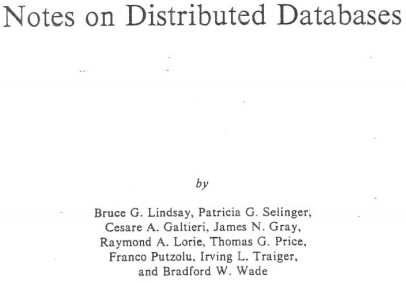 Notes on Distributed Databases
by
Bruce G. Lindsay, Patricia G. Selinger,
Cesare A. Galtieri, James N. Gray,
Raymond A. Lorie, Thomas G. Price,
Franco Putzolu, Irving L. Traiger,
and Bradford W. Wade